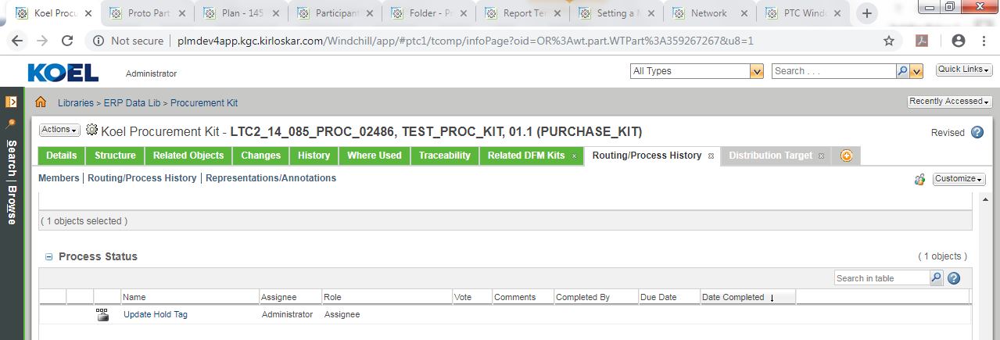 Koel Procu
Proto Part
Plan - 145
Participant
Folder - Pr
Report Ter
Setting a M
Network
PTC Wind
Not secure | plmdev4app.kgc.kirloskar.com/Windchill/app/#ptc1/tcomp/infoPage?oid=OR%3Awt.part.WTPart%3A359267267&u8=1
KOEL Administrator All Types Search . . . Quick Links
Libraries > ERP Data Lib > Procurement Kit Recently Accessed
Actions Koel Procurement Kit - LTC2_14_085_PROC_02486, TEST_PROC_KIT, 01.1 (PURCHASE_KIT) Revised
Details Structure Related Objects Changes History Where Used Traceability Related DFM Kits × Routing/Process History Distribution Target
Members | Routing/Process History | Representations/Annotations Customize
Search | Browse
( 1 objects selected )
Process Status ( 1 objects )
Search in table
Name Assignee Role Vote Comments Completed By Due Date Date Completed
Update Hold Tag Administrator Assignee